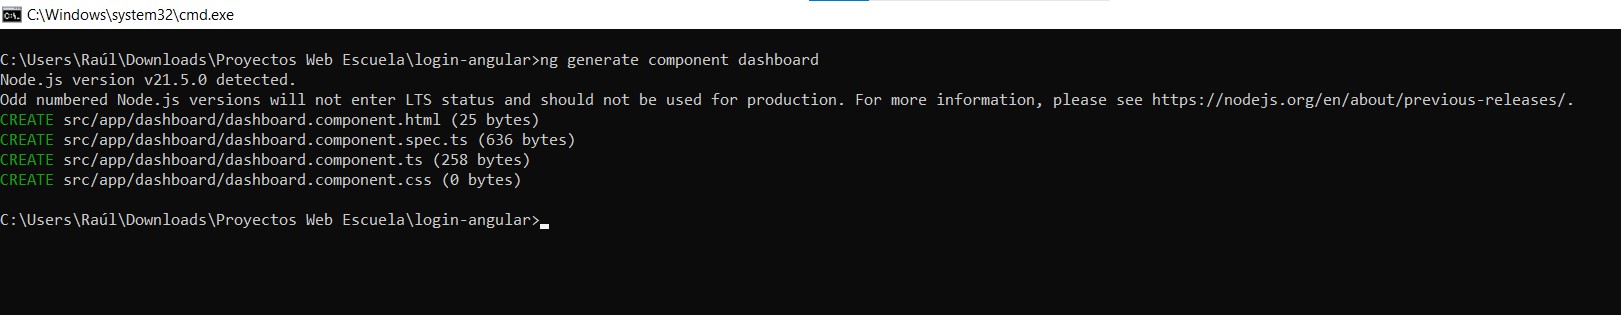 C:\Windows\system32\cmd.exe
C:\Users\Raúl\Downloads\Proyectos Web Escuela\login-angular>ng generate component dashboard
Node.js version v21.5.0 detected.
Odd numbered Node.js versions will not enter LTS status and should not be used for production. For more information, please see https://nodejs.org/en/about/previous-releases/.
CREATE src/app/dashboard/dashboard.component.html (25 bytes)
CREATE src/app/dashboard/dashboard.component.spec.ts (636 bytes)
CREATE src/app/dashboard/dashboard.component.ts (258 bytes)
CREATE src/app/dashboard/dashboard.component.css (0 bytes)
C:\Users\Raúl\Downloads\Proyectos Web Escuela\login-angular>